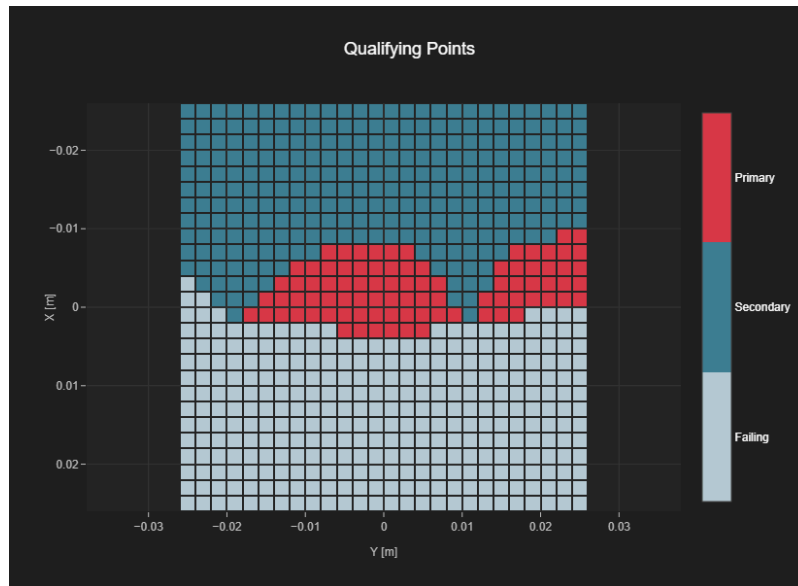 Qualifying Points
−0.02
−0.01
0
0.01
0.02
X [m]
−0.03
−0.02
−0.01
0
0.01
0.02
0.03
Y [m]
Primary
Secondary
Failing